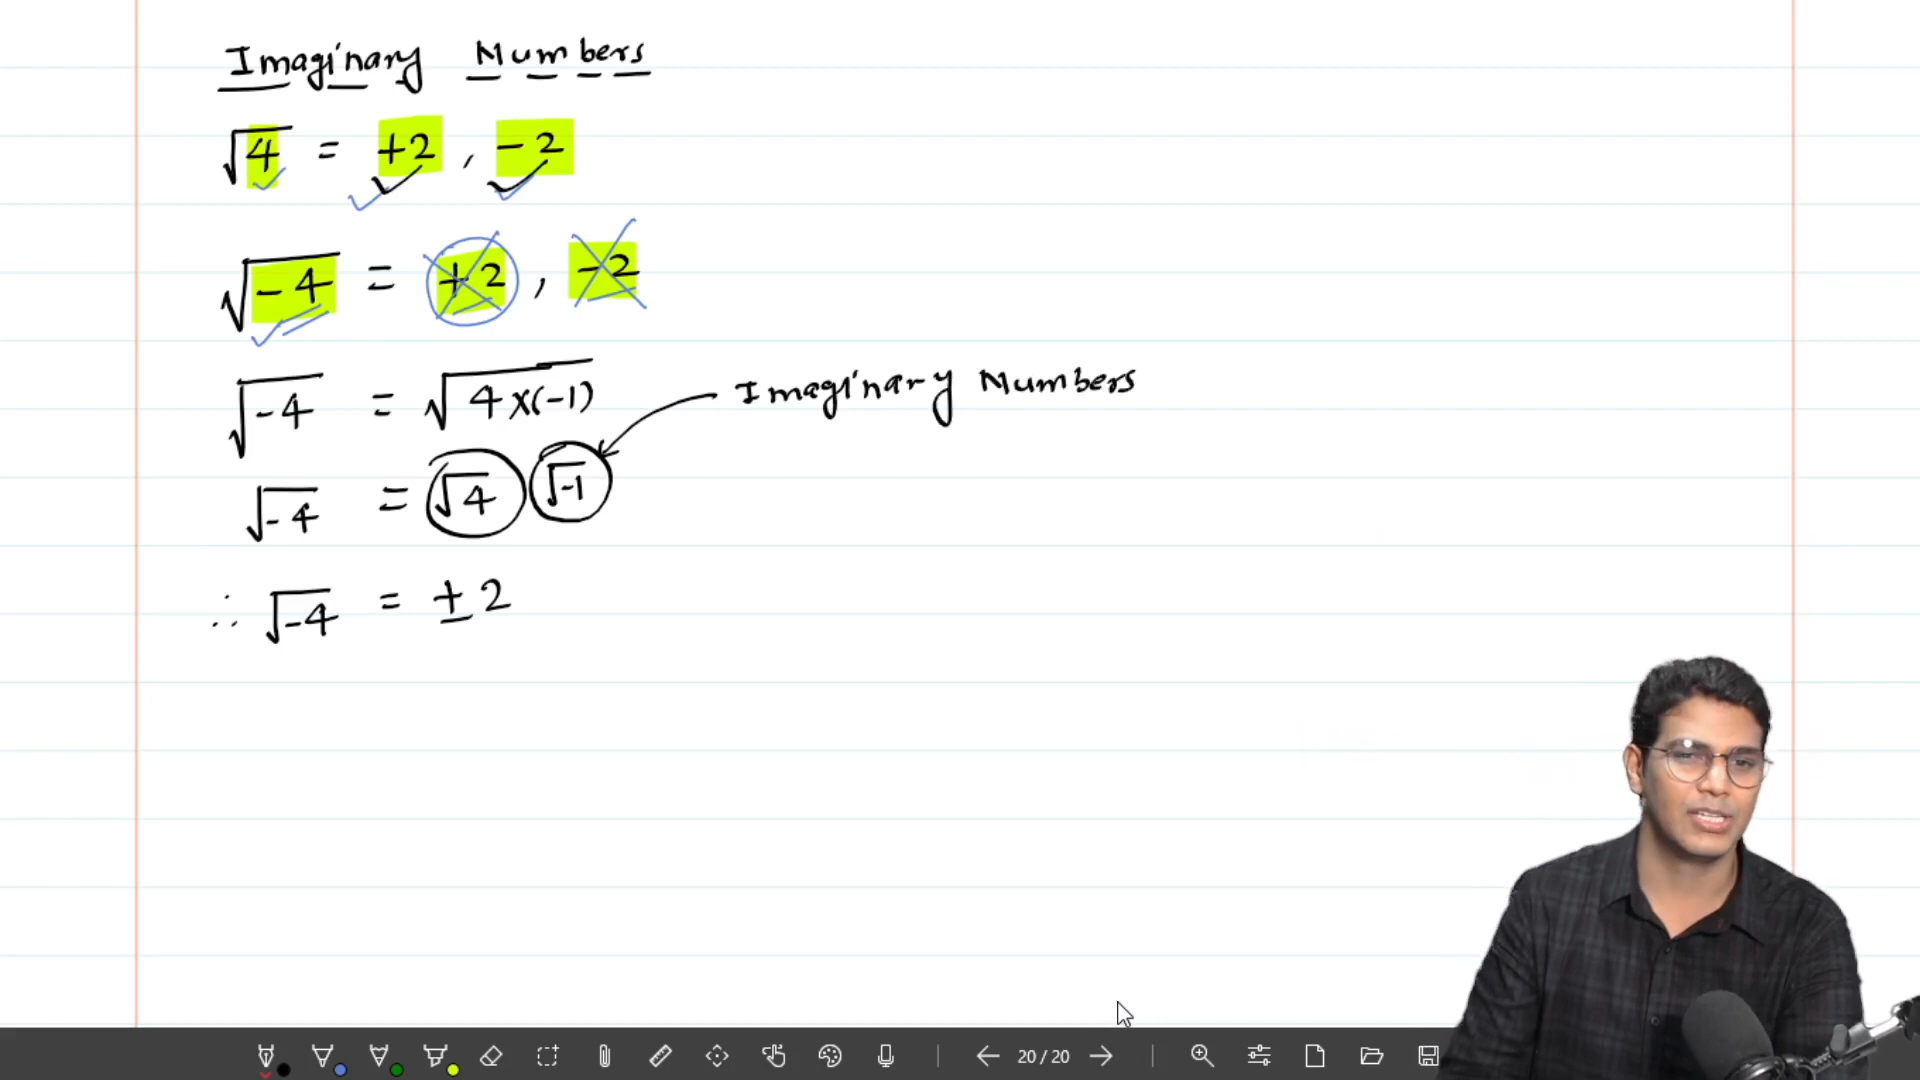 Imaginary Numbers
√4 = +2, -2
√-4 = +2, -2
√-4 = √4×(-1)
Imaginary Numbers
√-4 = √4 √-1
∴ √-4 = ±2
20 / 20